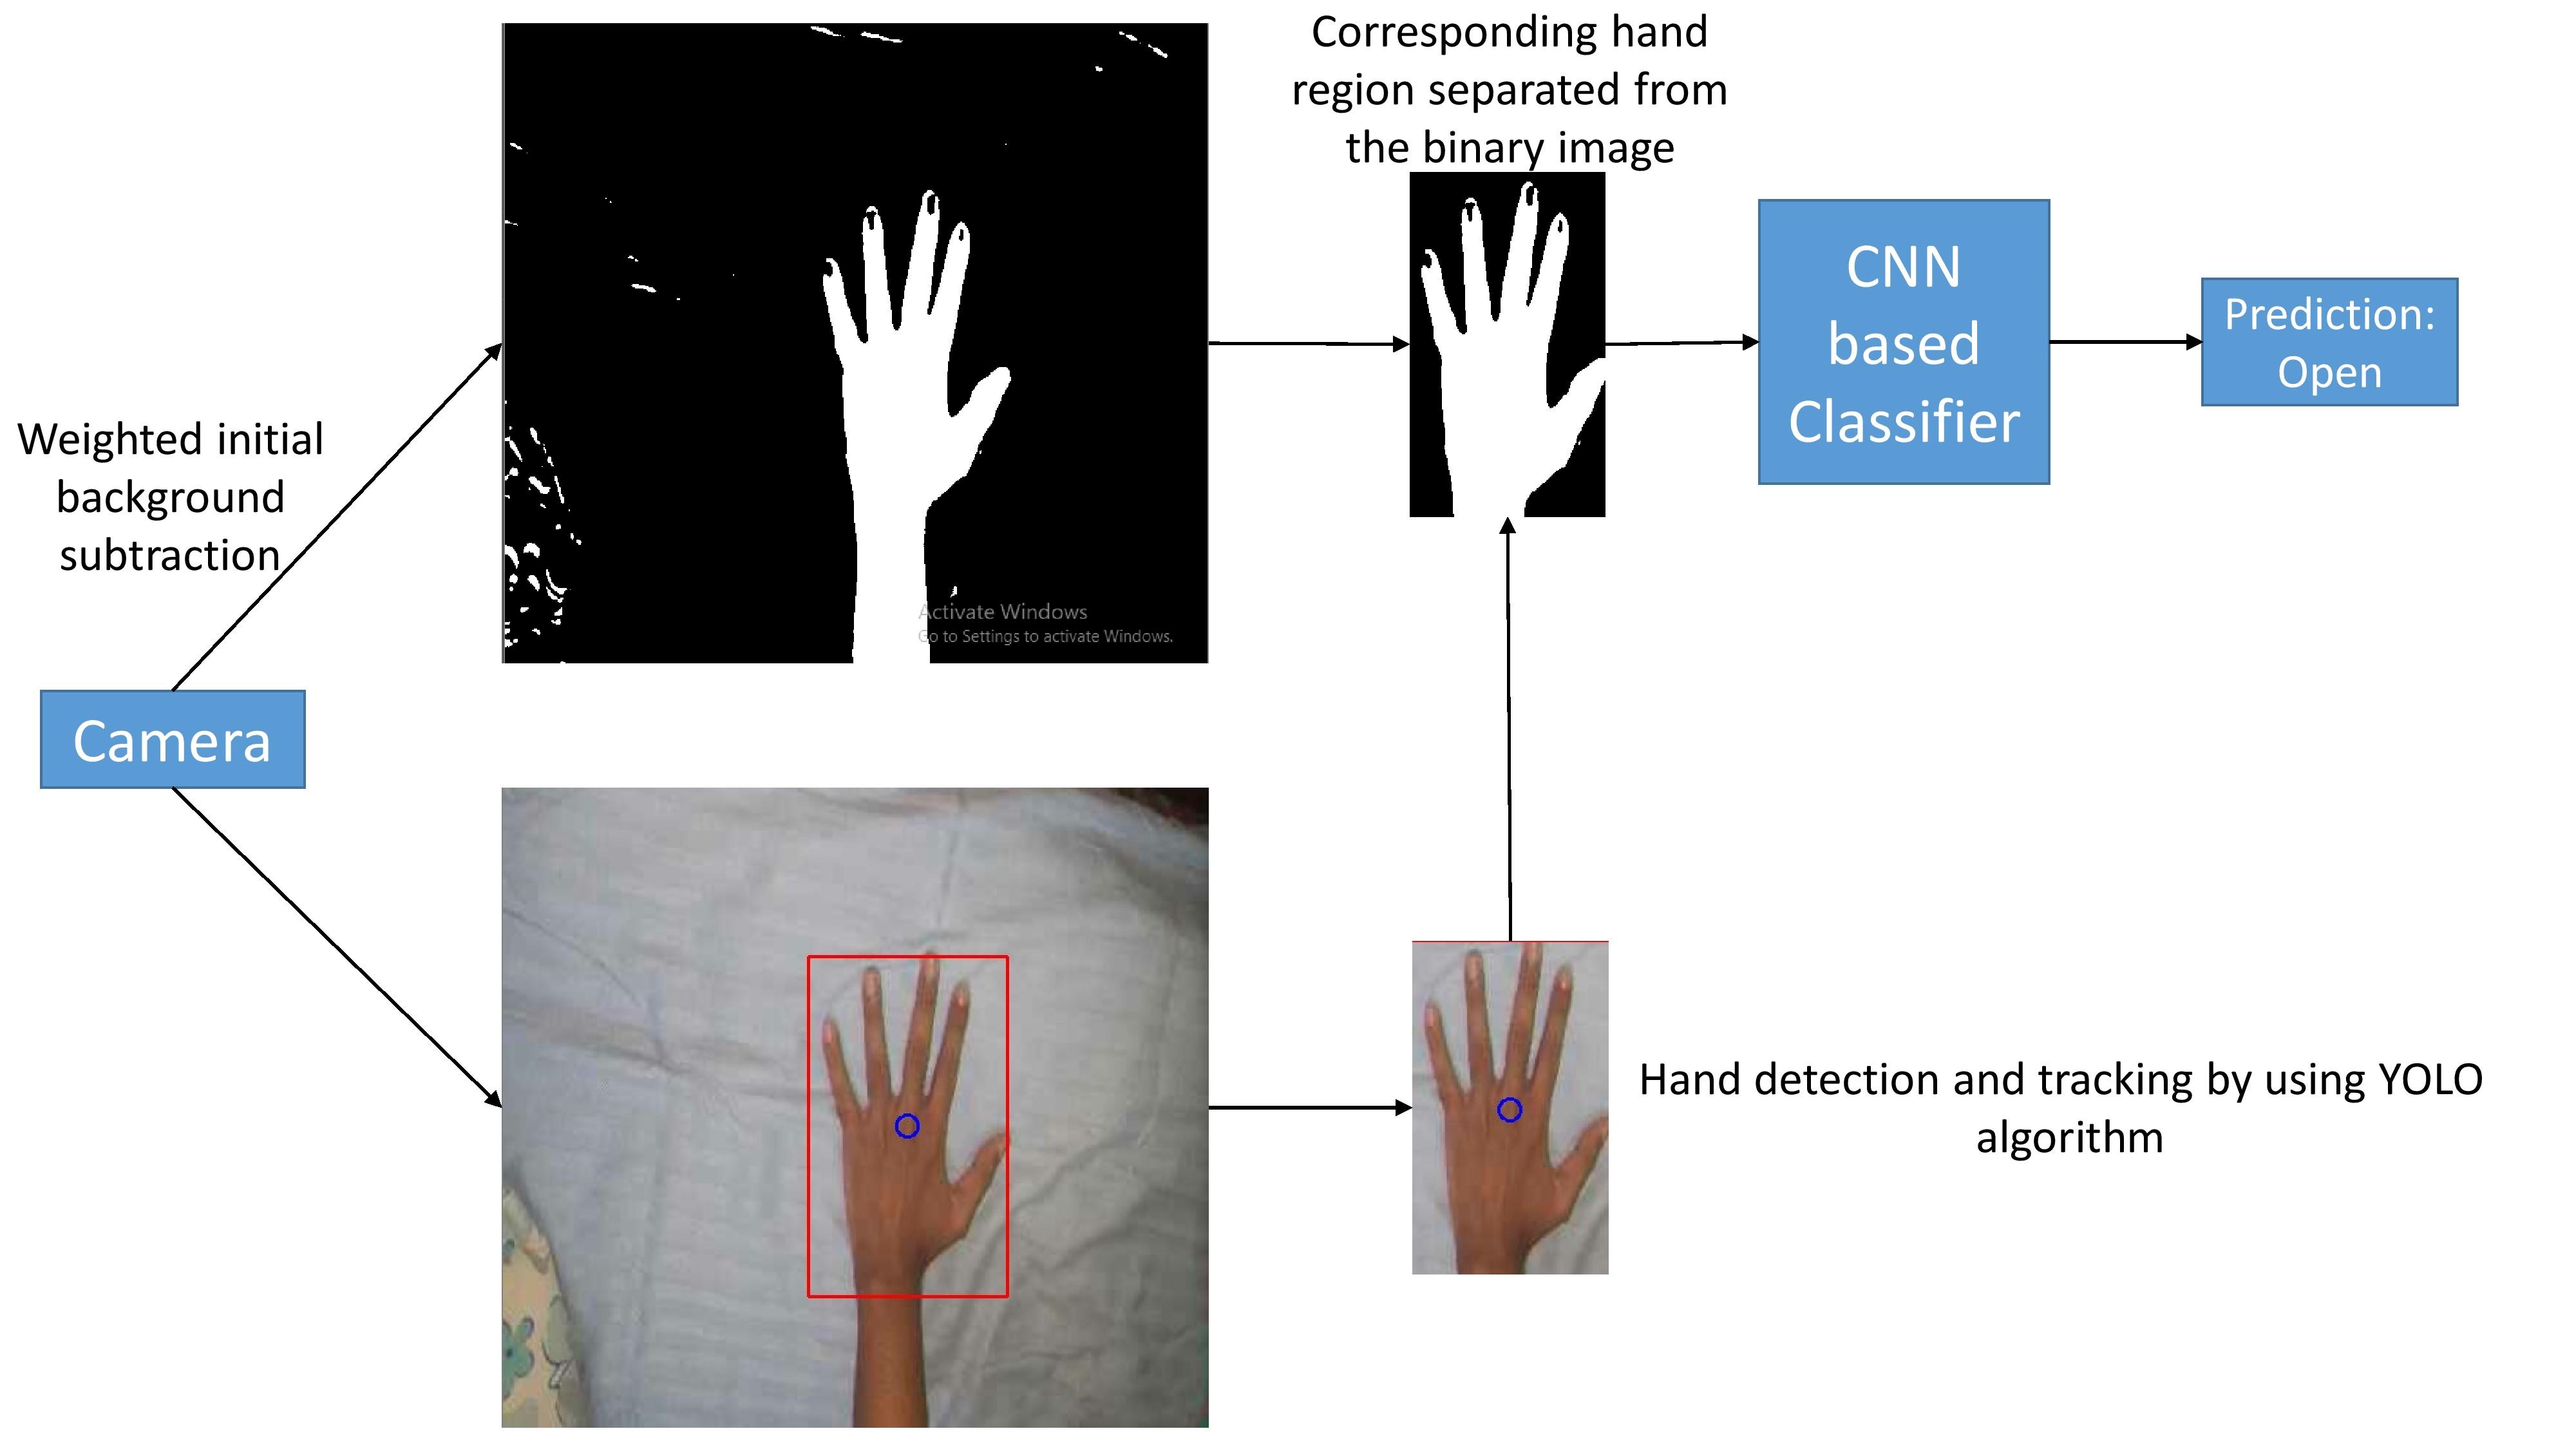 Corresponding hand
region separated from
the binary image
CNN
based
Classifier
Prediction:
Open
Weighted initial
background
subtraction
Activate Windows
Go to Settings to activate Windows.
Camera
Hand detection and tracking by using YOLO
algorithm